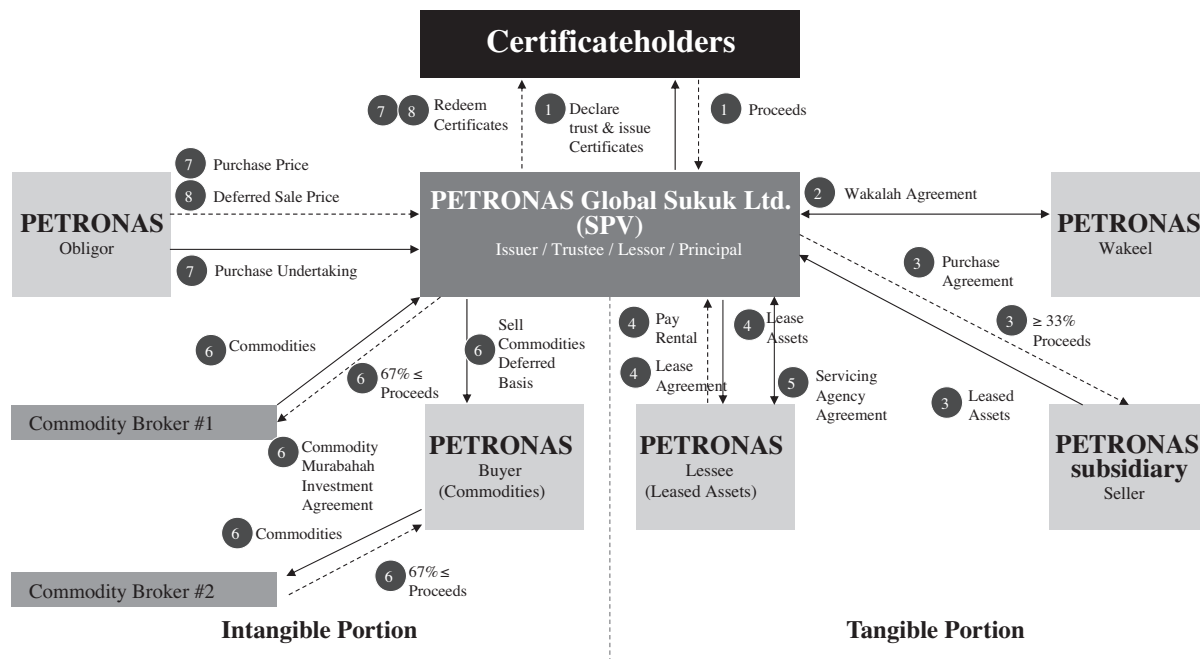 Certificateholders
7 8 Redeem
Certificates
1 Declare
trust & issue
Certificates
1 Proceeds
7 Purchase Price
8 Deferred Sale Price
PETRONAS
Obligor
7 Purchase Undertaking
PETRONAS Global Sukuk Ltd.
(SPV)
Issuer / Trustee / Lessor / Principal
2 Wakalah Agreement
PETRONAS
Wakeel
3 Purchase
Agreement
3 ≥ 33%
Proceeds
3 Leased
Assets
6 Commodities
6 67% ≤
Proceeds
6 Sell
Commodities
Deferred
Basis
4 Pay
Rental
4 Lease
Agreement
4 Lease
Assets
5 Servicing
Agency
Agreement
Commodity Broker #1
6 Commodity
Murabahah
Investment
Agreement
PETRONAS
Buyer
(Commodities)
PETRONAS
Lessee
(Leased Assets)
PETRONAS
subsidiary
Seller
6 Commodities
6 67% ≤
Proceeds
Commodity Broker #2
Intangible Portion
Tangible Portion